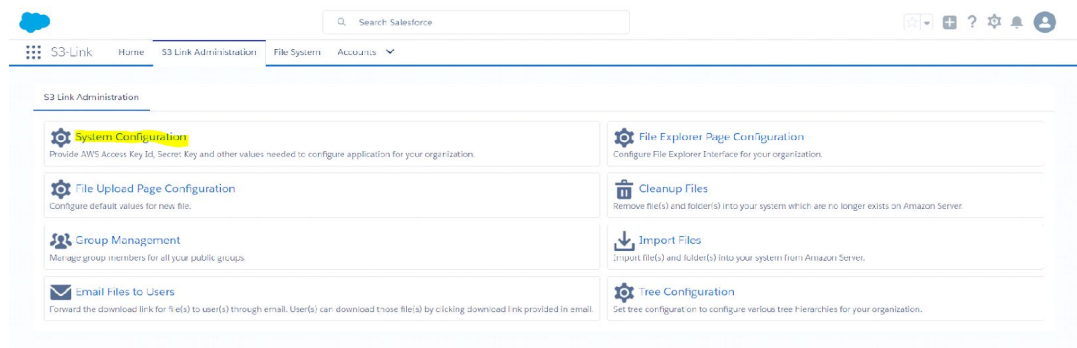 Search Salesforce
?
S3-Link Home S3 Link Administration File System Accounts
S3 Link Administration
System Configuration
Provide AWS Access Key Id, Secret Key and other values needed to configure application for your organization.
File Explorer Page Configuration
Configure File Explorer Interface for your organization.
File Upload Page Configuration
Configure default values for new file.
Cleanup Files
Remove file(s) and folder(s) into your system which are no longer exists on Amazon Server.
Group Management
Manage group members for all your public groups.
Import Files
Import file(s) and folder(s) into your system from Amazon Server.
Email Files to Users
Forward the download link for file(s) to user(s) through email. User(s) can download those file(s) by clicking download link provided in email.
Tree Configuration
Set tree configuration to configure various tree hierarchies for your organization.